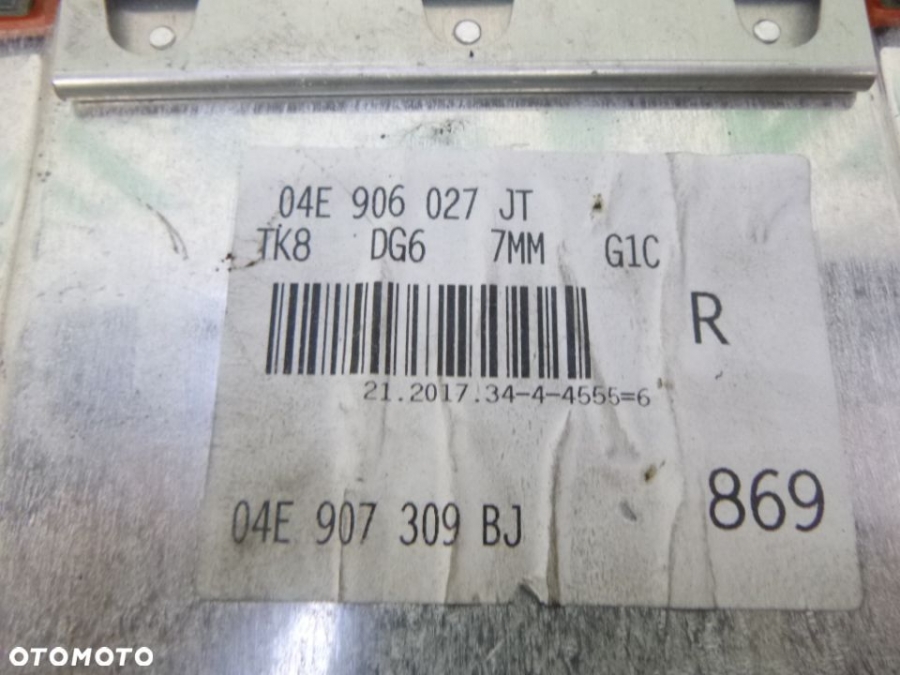 04E 906 027 JT
TK8 DG6 7MM G1C
R
21.2017.34-4-4555=6
04E 907 309 BJ
869
OTOMOTO